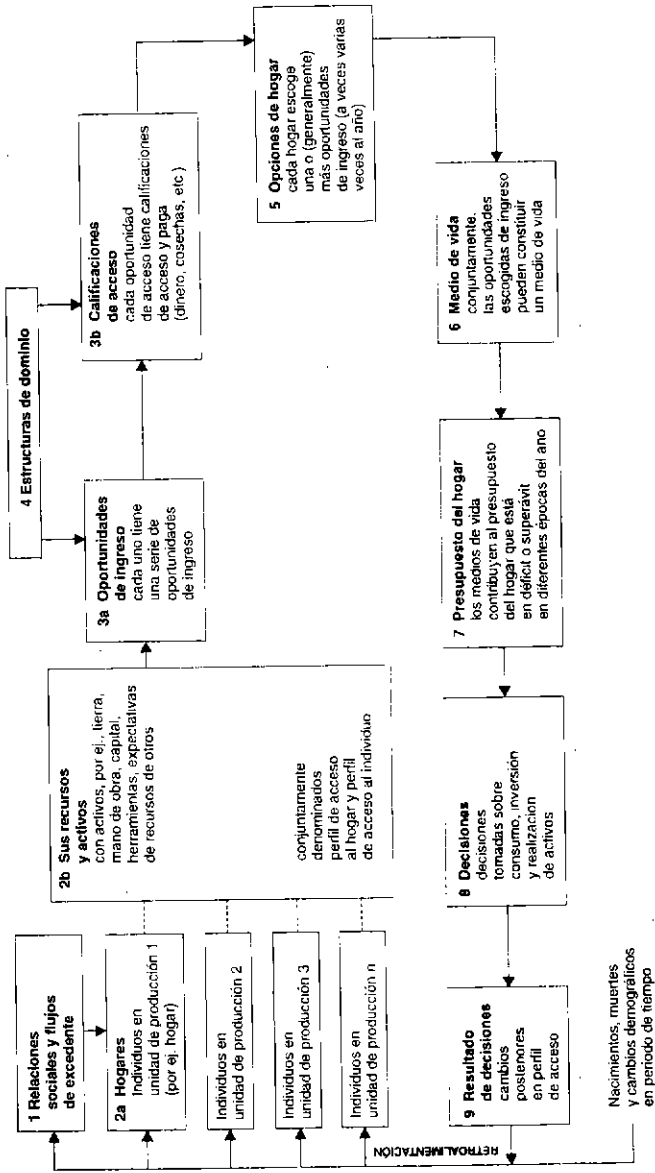 4 Estructuras de dominio
1 Relaciones
sociales y flujos
de excedente
2a Hogares
Individuos en
unidad de producción 1
(por ej. hogar)
Individuos en
unidad de producción 2
Individuos en
unidad de producción 3
Individuos en
unidad de producción n
2b Sus recursos
y activos
con activos, por ej., tierra,
mano de obra, capital,
herramientas, expectativas
de recursos de otros
conjuntamente
denominados
perfil de acceso
al hogar y perfil
de acceso al individuo
3a Oportunidades
de ingreso
cada uno tiene
una serie de
oportunidades
de ingreso
3b Calificaciones
de acceso
cada oportunidad
de acceso tiene calificaciones
de acceso y paga
(dinero, cosechas, etc )
5 Opciones de hogar
cada hogar escoge
una o (generalmente)
más oportunidades
de ingreso (a veces varias
veces al año)
6 Medio de vida
conjuntamente.
las oportunidades
escogidas de ingreso
pueden constituir
un medio de vida
7 Presupuesto del hogar
los medios de vida
contribuyen al presupuesto
del hogar que está
en déficit o superávit
en diferentes épocas del ano
8 Decisiones
decisiones
tomadas sobre
consumo, inversión
y realizacion
de activos
9 Resultado
de decisiones
cambios
posteriores
en perfil
de acceso
RETROALIMENTACIÓN
Nacimientos, muertes
y cambios demográficos
en periodo de tiempo